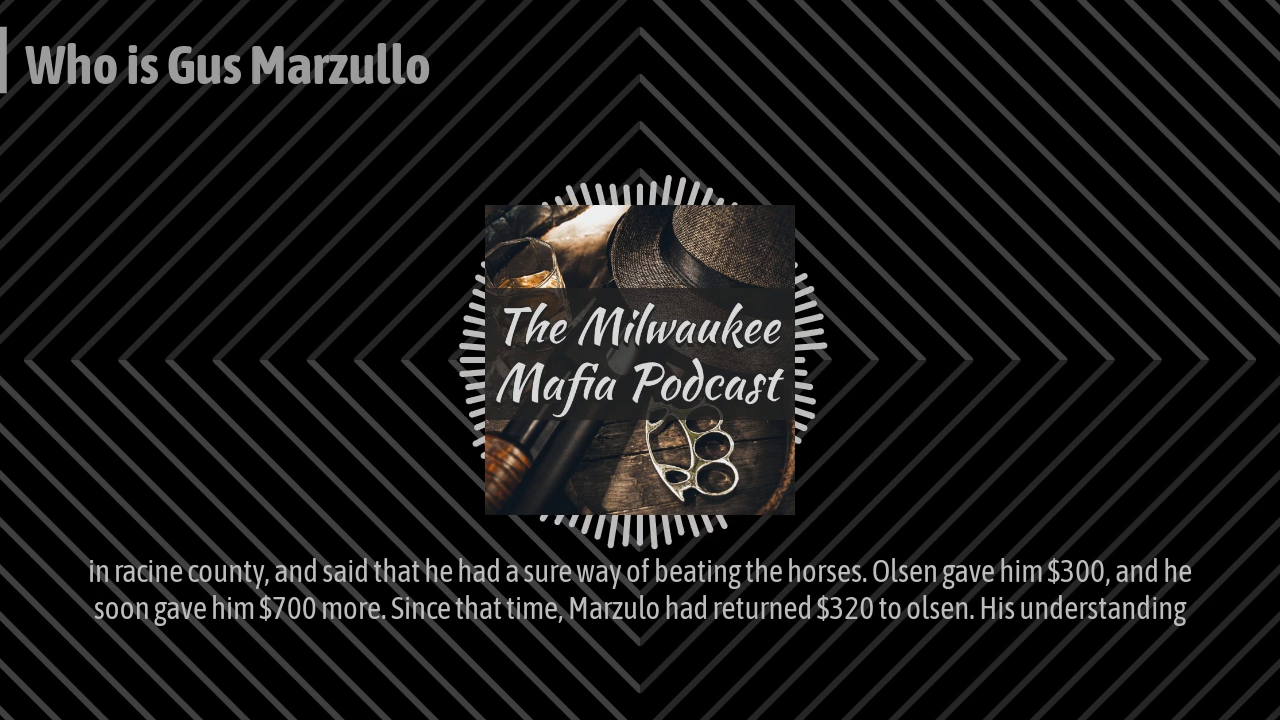 Who is Gus Marzullo
The Milwaukee
Mafia Podcast
in racine county, and said that he had a sure way of beating the horses. Olsen gave him $300, and he
soon gave him $700 more. Since that time, Marzulo had returned $320 to olsen. His understanding